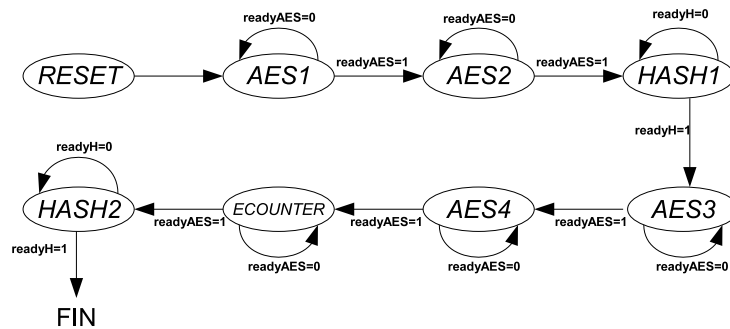 readyAES=0
readyAES=0
readyH=0
RESET
AES1
readyAES=1
AES2
readyAES=1
HASH1
readyH=1
readyH=0
HASH2
readyAES=1
ECOUNTER
readyAES=1
AES4
readyAES=1
AES3
readyH=1
readyAES=0
readyAES=0
readyAES=0
FIN